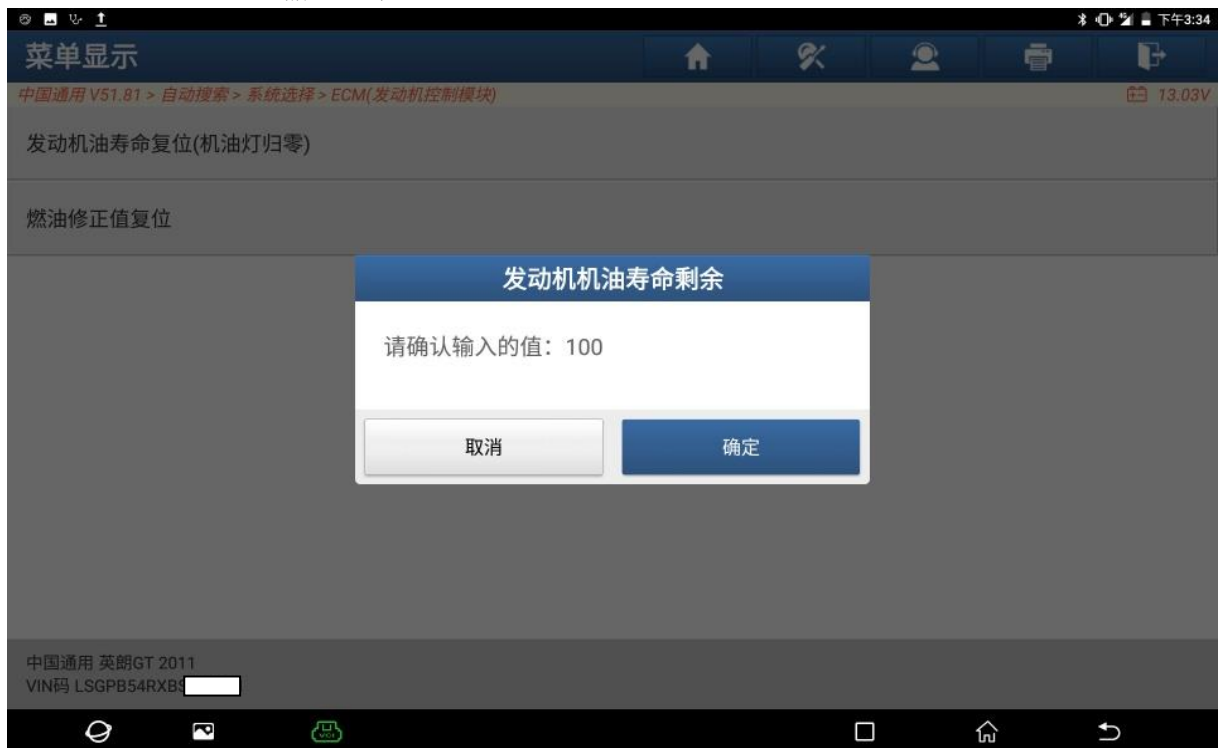 下午3:34
菜单显示
中国通用 V51.81 > 自动搜索 > 系统选择 > ECM(发动机控制模块)
13.03V
发动机油寿命复位(机油灯归零)
燃油修正值复位
发动机机油寿命剩余
请确认输入的值：100
取消
确定
中国通用 英朗GT 2011
VIN码 LSGPB54RXBS
VCI